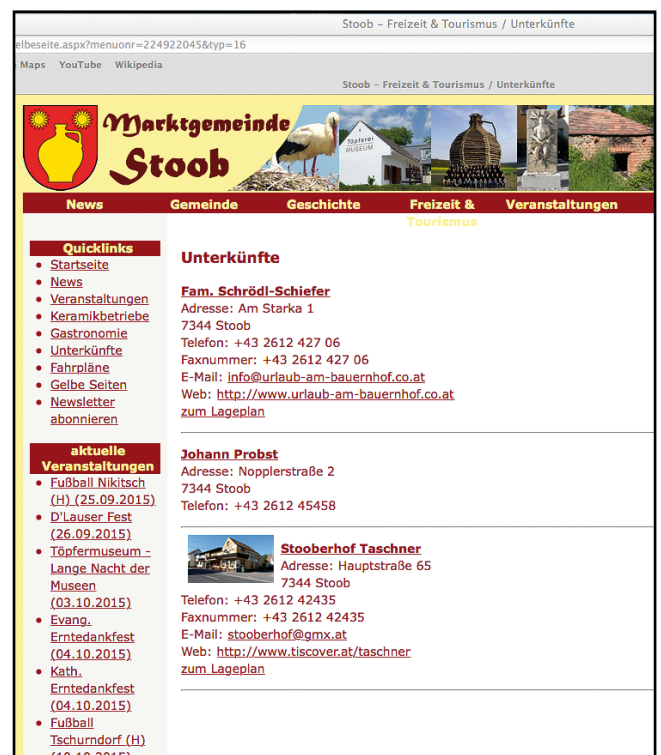 Stoob – Freizeit & Tourismus / Unterkünfte
elbeseite.aspx?menuonr=224922045&typ=16
Maps YouTube Wikipedia
Stoob – Freizeit & Tourismus / Unterkünfte
Marktgemeinde
Stoob
Töpferei
MUSEUM
News Gemeinde Geschichte Freizeit & Tourismus Veranstaltungen
Quicklinks
• Startseite
• News
• Veranstaltungen
• Keramikbetriebe
• Gastronomie
• Unterkünfte
• Fahrpläne
• Gelbe Seiten
• Newsletter
abonnieren
aktuelle
Veranstaltungen
• Fußball Nikitsch
(H) (25.09.2015)
• D'Lauser Fest
(26.09.2015)
• Töpfermuseum -
Lange Nacht der
Museen
(03.10.2015)
• Evang.
Erntedankfest
(04.10.2015)
• Kath.
Erntedankfest
(04.10.2015)
• Fußball
Tschurndorf (H)
Unterkünfte
Fam. Schrödl-Schiefer
Adresse: Am Starka 1
7344 Stoob
Telefon: +43 2612 427 06
Faxnummer: +43 2612 427 06
E-Mail: info@urlaub-am-bauernhof.co.at
Web: http://www.urlaub-am-bauernhof.co.at
zum Lageplan
Johann Probst
Adresse: Nopplerstraße 2
7344 Stoob
Telefon: +43 2612 45458
Stooberhof Taschner
Adresse: Hauptstraße 65
7344 Stoob
Telefon: +43 2612 42435
Faxnummer: +43 2612 42435
E-Mail: stooberhof@gmx.at
Web: http://www.tiscover.at/taschner
zum Lageplan